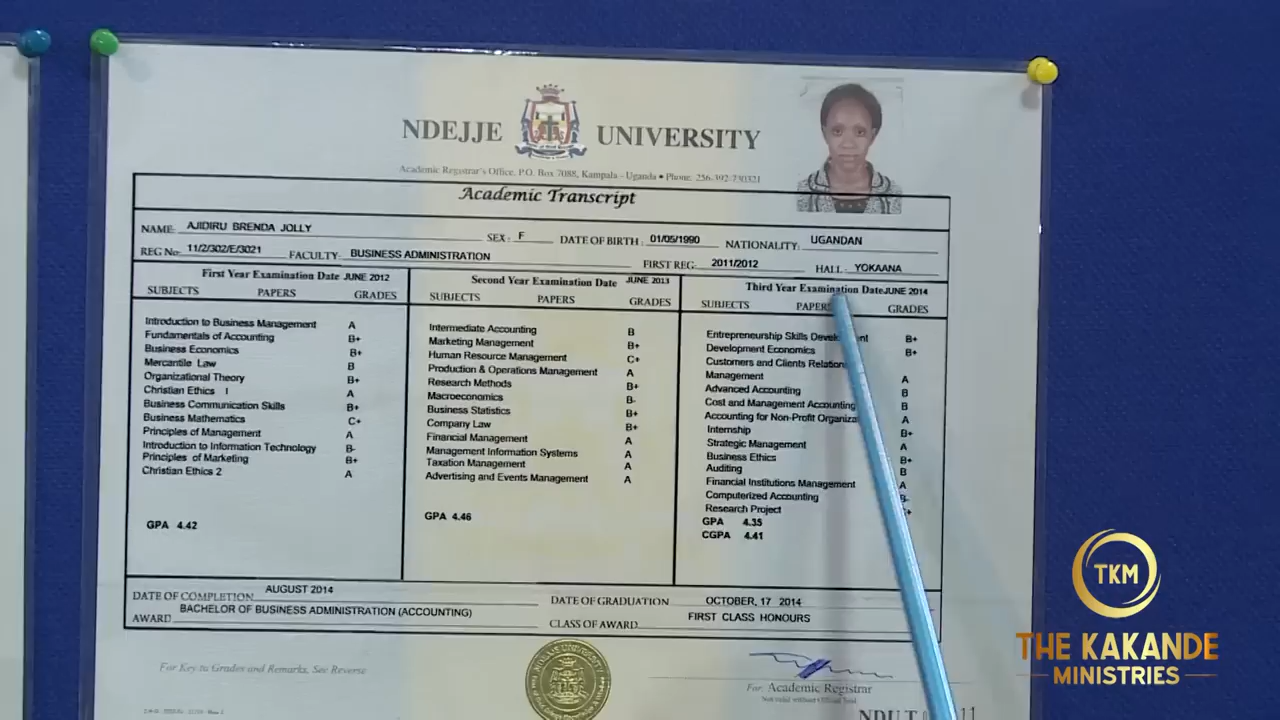 NDEJJE UNIVERSITY
Academic Registrar's Office, P.O. Box 7088, Kampala - Uganda • Phone: 256-392-730321
Academic Transcript
NAME: AJIDIRU BRENDA JOLLY SEX: F DATE OF BIRTH: 01/05/1990 NATIONALITY: UGANDAN
REG No: 11/2/302/E/3021 FACULTY: BUSINESS ADMINISTRATION FIRST REG: 2011/2012 HALL: YOKAANA
First Year Examination Date JUNE 2012
SUBJECTS PAPERS GRADES
Introduction to Business Management A
Fundamentals of Accounting B+
Business Economics B+
Mercantile Law B
Organizational Theory B+
Christian Ethics 1 A
Business Communication Skills B+
Business Mathematics C+
Principles of Management A
Introduction to Information Technology B-
Principles of Marketing B+
Christian Ethics 2 A
GPA 4.42
Second Year Examination Date JUNE 2013
SUBJECTS PAPERS GRADES
Intermediate Accounting B
Marketing Management B+
Human Resource Management C+
Production & Operations Management A
Research Methods B+
Macroeconomics B-
Business Statistics B+
Company Law B+
Financial Management A
Management Information Systems A
Taxation Management A
Advertising and Events Management A
GPA 4.46
Third Year Examination Date JUNE 2014
SUBJECTS PAPERS GRADES
Entrepreneurship Skills B+
Development Economics B+
Customers and Clients
Management A
Advanced Accounting B
Cost and Management Accounting B
Accounting for Non-Profit A
Internship B+
Strategic Management A
Business Ethics B+
Auditing B
Financial Institutions Management A
Computerized Accounting
Research Project
GPA 4.35
CGPA 4.41
DATE OF COMPLETION AUGUST 2014 DATE OF GRADUATION OCTOBER, 17 2014
AWARD BACHELOR OF BUSINESS ADMINISTRATION (ACCOUNTING) CLASS OF AWARD FIRST CLASS HONOURS
For Key to Grades and Remarks, See Reverse
For: Academic Registrar
Not valid without Official Seal
TKM
THE KAKANDE
MINISTRIES